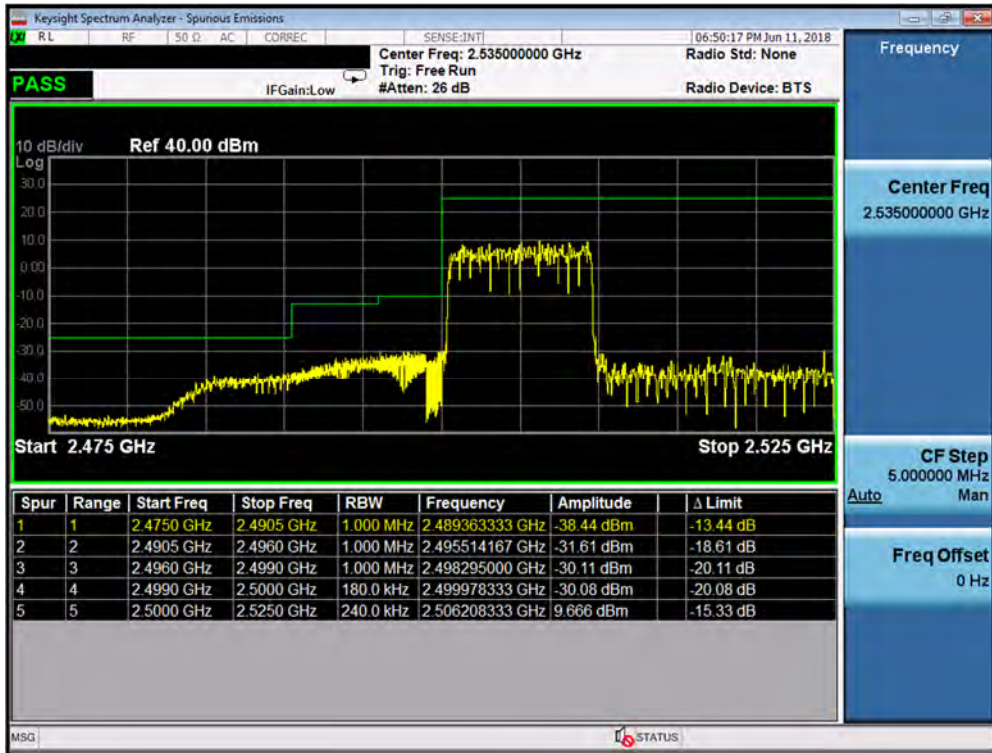 Keysight Spectrum Analyzer - Spurious Emissions
LXI RL RF 50 Ω AC CORREC SENSE:INT 06:50:17 PM Jun 11, 2018
Center Freq: 2.535000000 GHz Radio Std: None
Trig: Free Run
PASS IFGain:Low #Atten: 26 dB Radio Device: BTS
Frequency
10 dB/div Ref 40.00 dBm
Log
30.0
20.0
10.0
0.00
-10.0
-20.0
-30.0
-40.0
-50.0
Start 2.475 GHz Stop 2.525 GHz
Center Freq
2.535000000 GHz
CF Step
5.000000 MHz
Auto Man
Freq Offset
0 Hz
Spur Range Start Freq Stop Freq RBW Frequency Amplitude Δ Limit
1 1 2.4750 GHz 2.4905 GHz 1.000 MHz 2.489363333 GHz -38.44 dBm -13.44 dB
2 2 2.4905 GHz 2.4960 GHz 1.000 MHz 2.495514167 GHz -31.61 dBm -18.61 dB
3 3 2.4960 GHz 2.4990 GHz 1.000 MHz 2.498295000 GHz -30.11 dBm -20.11 dB
4 4 2.4990 GHz 2.5000 GHz 180.0 kHz 2.499978333 GHz -30.08 dBm -20.08 dB
5 5 2.5000 GHz 2.5250 GHz 240.0 kHz 2.506208333 GHz 9.666 dBm -15.33 dB
MSG STATUS